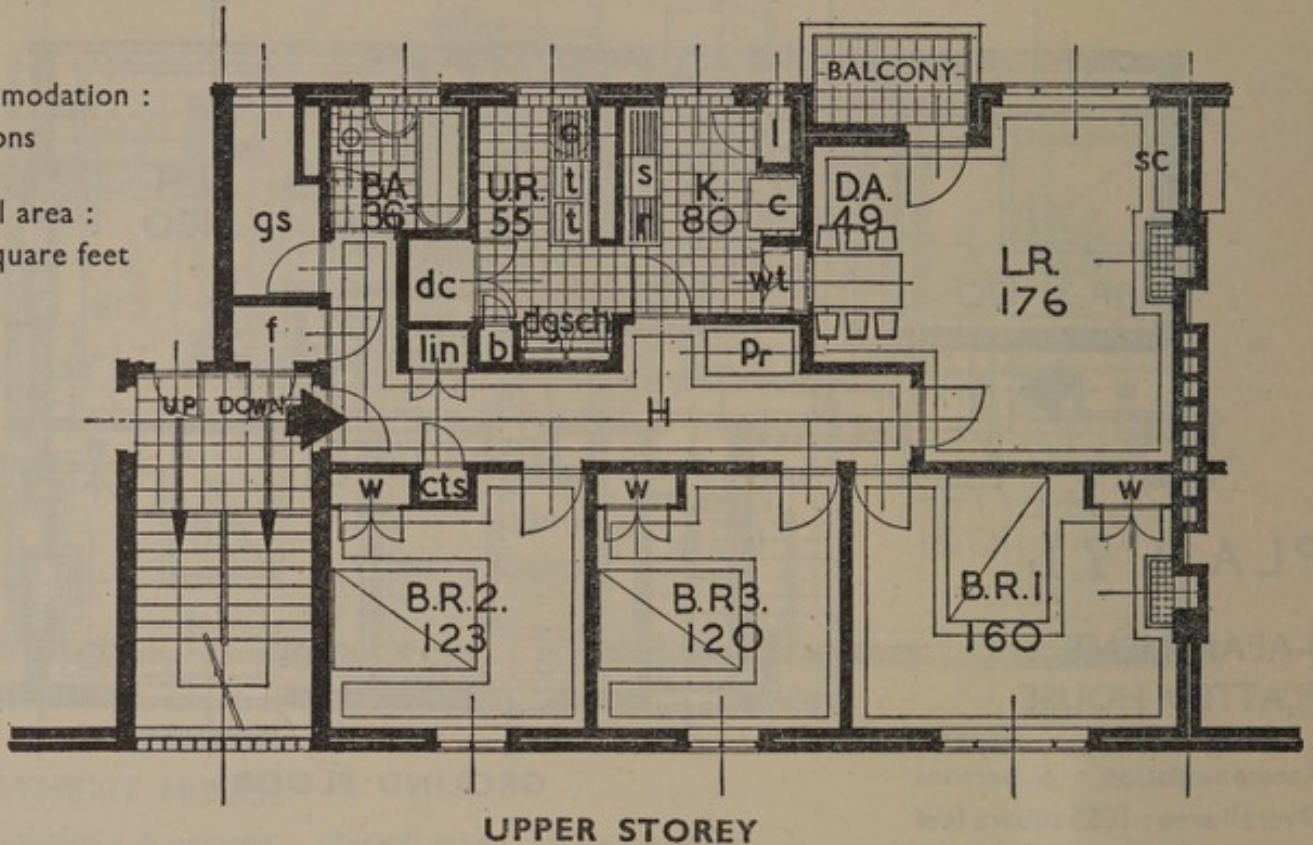 modation :
ons
l area :
quare feet
BALCONY
gs
BA.
36
U.R.
55
c
t
t
s
r
K.
80
l
c
D.A.
49
sc
L.R.
176
dc
wt
f
lin
b
dgsch
pr
UP DOWN
H
w
cts
w
w
B.R.2.
123
B.R3.
120
B.R.1.
160
UPPER STOREY